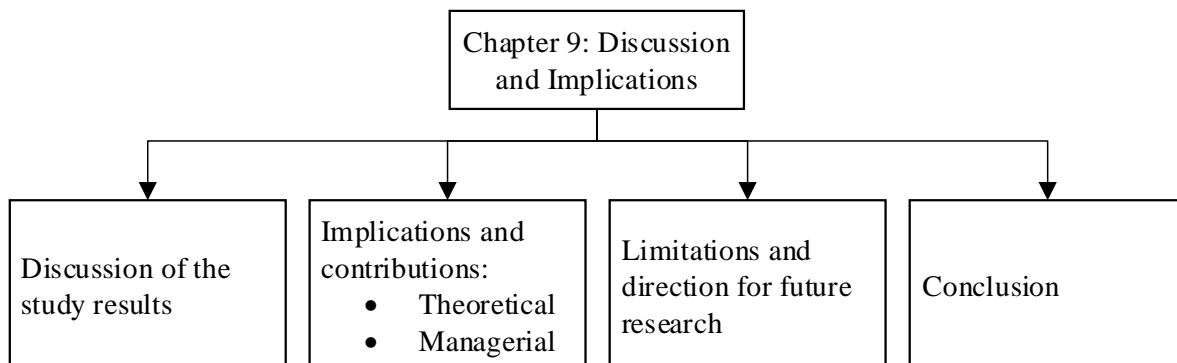 Chapter 9: Discussion
and Implications
Discussion of the
study results
Implications and
contributions:
• Theoretical
• Managerial
Limitations and
direction for future
research
Conclusion